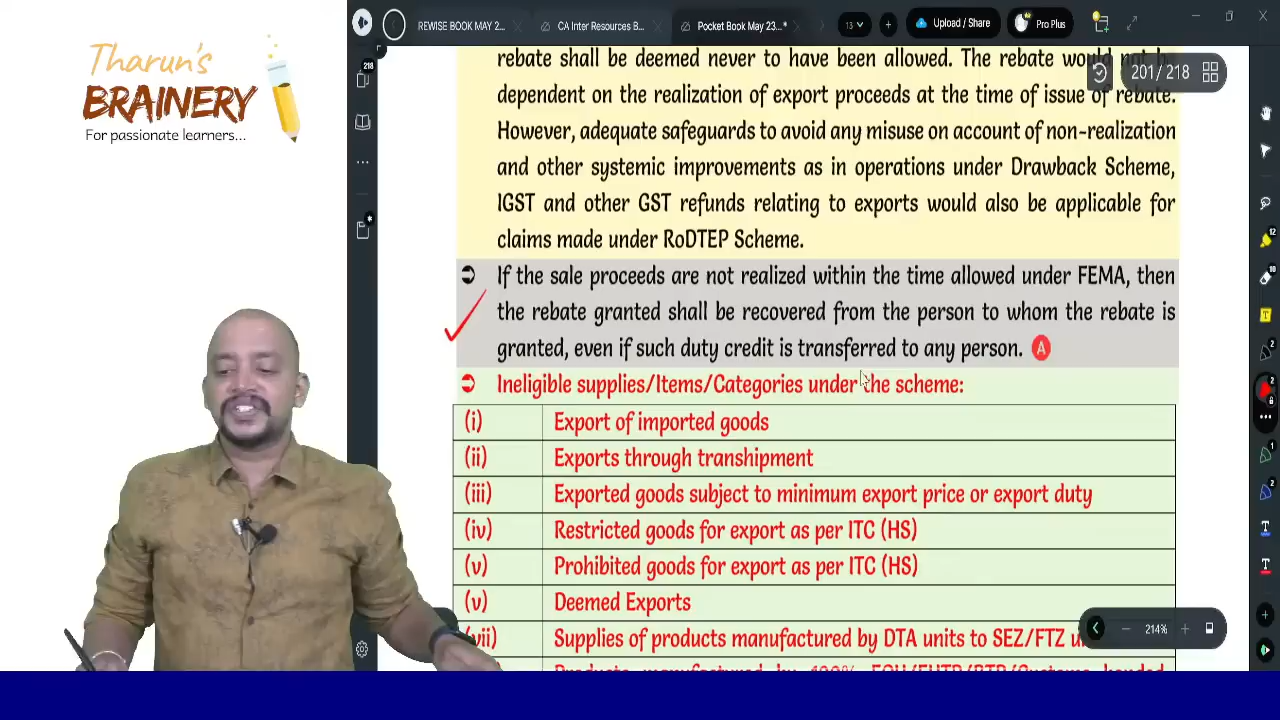 Tharun's
BRAINERY
For passionate learners...
REWISE BOOK MAY 2...
CA Inter Resources B...
Pocket Book May 23...*
13
Upload / Share
Pro Plus
218
201 / 218
rebate shall be deemed never to have been allowed. The rebate would not be
dependent on the realization of export proceeds at the time of issue of rebate.
However, adequate safeguards to avoid any misuse on account of non-realization
and other systemic improvements as in operations under Drawback Scheme,
IGST and other GST refunds relating to exports would also be applicable for
claims made under RoDTEP Scheme.
If the sale proceeds are not realized within the time allowed under FEMA, then
the rebate granted shall be recovered from the person to whom the rebate is
granted, even if such duty credit is transferred to any person. A
Ineligible supplies/Items/Categories under the scheme:
(i) Export of imported goods
(ii) Exports through transhipment
(iii) Exported goods subject to minimum export price or export duty
(iv) Restricted goods for export as per ITC (HS)
(v) Prohibited goods for export as per ITC (HS)
(v) Deemed Exports
(vii) Supplies of products manufactured by DTA units to SEZ/FTZ
214%